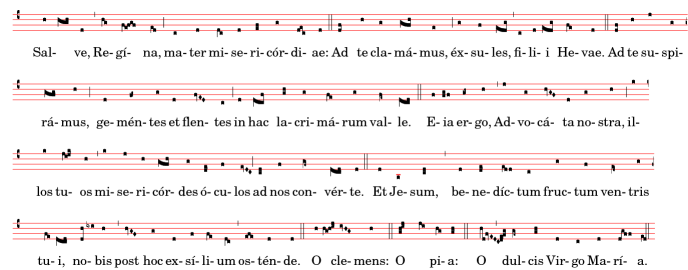 Sal- ve, Re- gí- na, ma- ter mi- se- ri- cór- di- ae: Ad te cla- má- mus, éx- su- les, fi- li- i He- vae. Ad te su- spi-
rá- mus, ge- mén- tes et flen- tes in hac la- cri- má- rum val- le. E- ia er- go, Ad- vo- cá- ta no- stra, il-
los tu- os mi- se- ri- cór- des ó- cu- los ad nos con- vér- te. Et Je- sum, be- ne- díc- tum fruc- tum ven- tris
tu- i, no- bis post hoc ex- sí- li- um os- tén- de. O cle- mens: O pi- a: O dul- cis Vir- go Ma- rí- a.